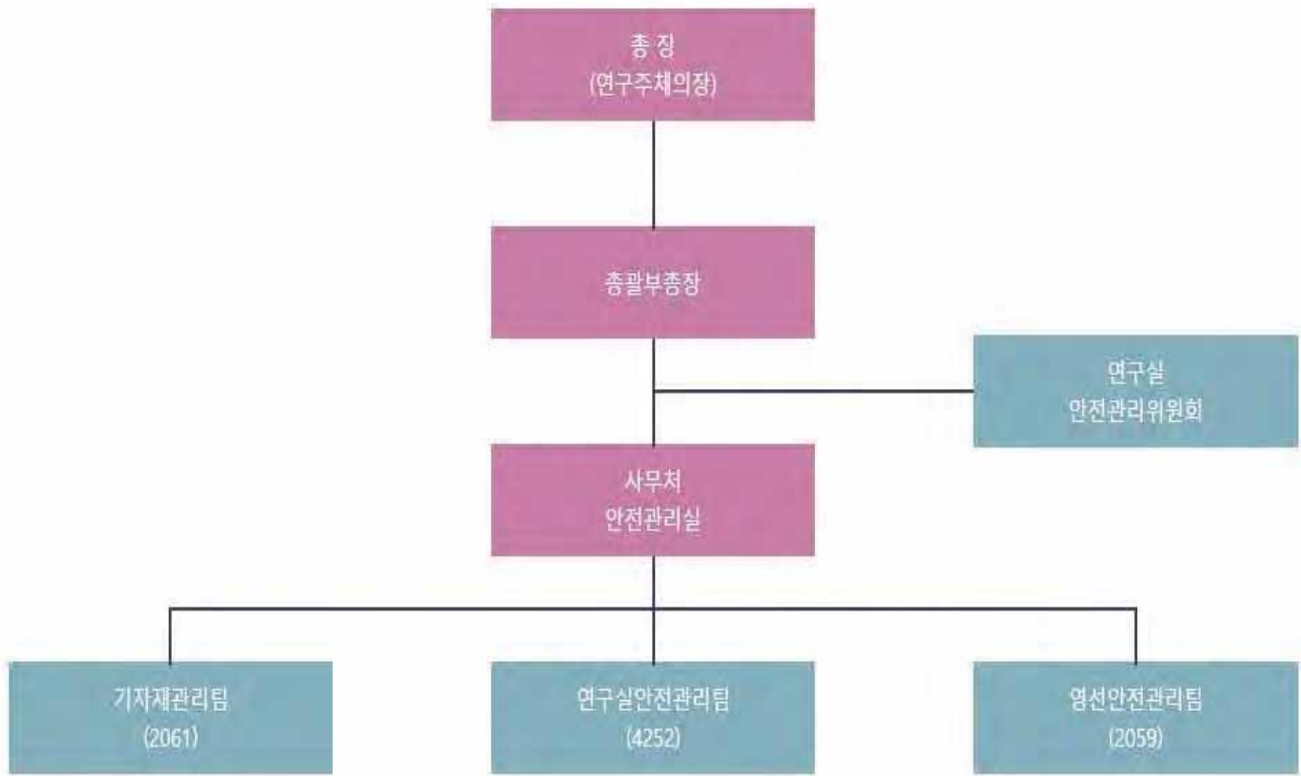 총 장
(연구주체의장)
총괄부총장
연구실
안전관리위원회
사무처
안전관리실
기자재관리팀
(2061)
연구실안전관리팀
(4252)
영선안전관리팀
(2059)